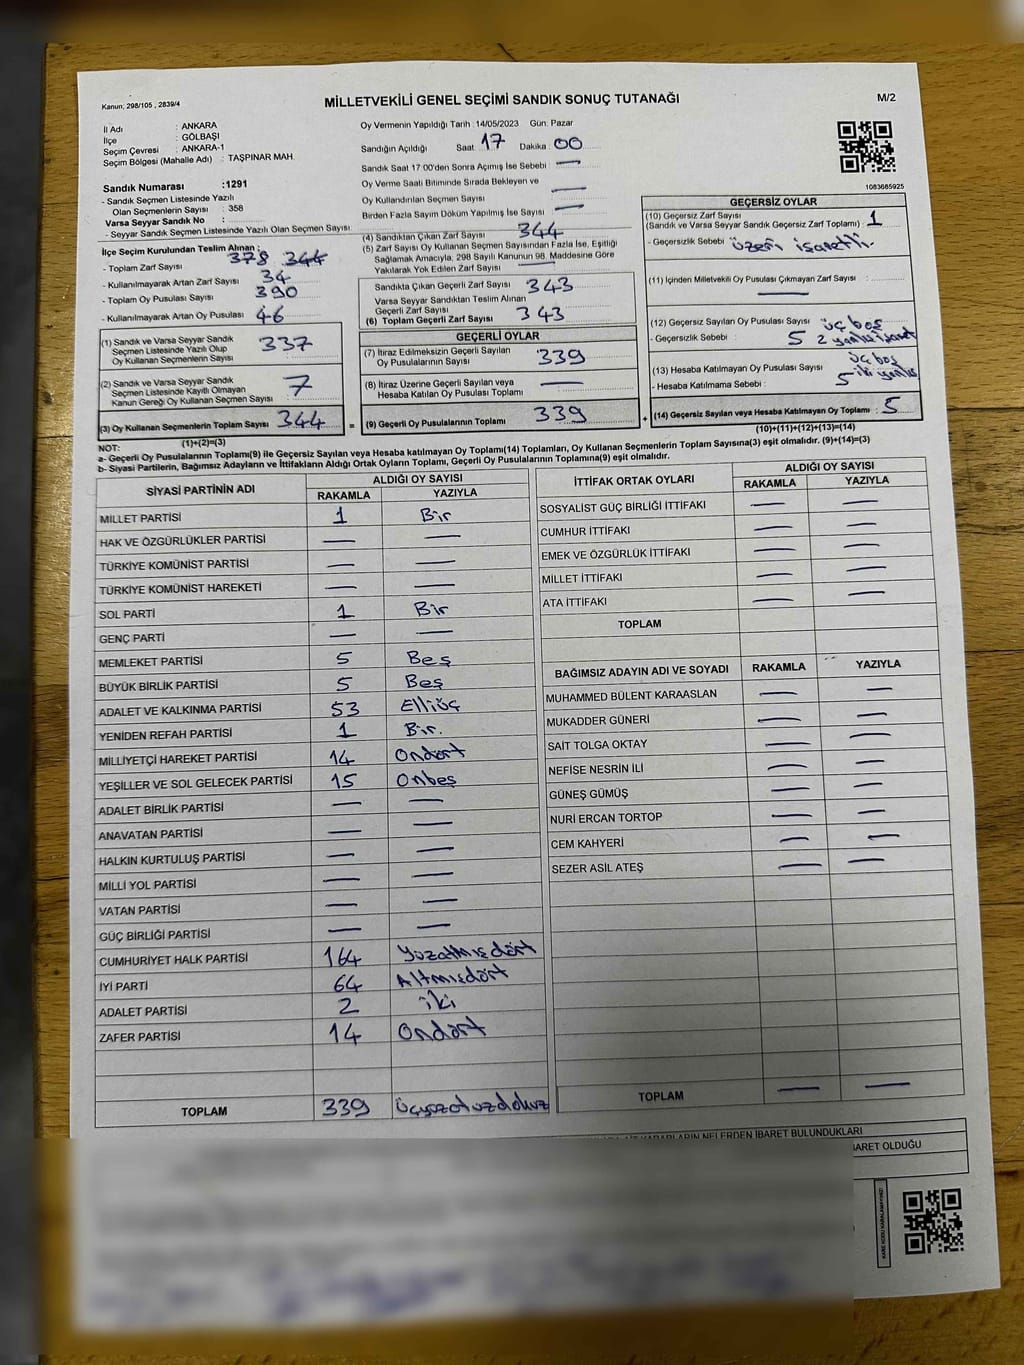 Kanun: 298/105 , 2839/4
MİLLETVEKİLİ GENEL SEÇİMİ SANDIK SONUÇ TUTANAĞI
M/2
İl Adı : ANKARA
İlçe : GÖLBAŞI
Seçim Çevresi : ANKARA-1
Seçim Bölgesi (Mahalle Adı) : TAŞPINAR MAH.
Sandık Numarası :1291
- Sandık Seçmen Listesinde Yazılı
Olan Seçmenlerin Sayısı : 358
Varsa Seyyar Sandık No :
- Seyyar Sandık Seçmen Listesinde Yazılı Olan Seçmen Sayısı
Oy Vermenin Yapıldığı Tarih :14/05/2023 Gün: Pazar
Sandığın Açıldığı Saat 17 Dakika 00
Sandık Saat 17 00'den Sonra Açımış İse Sebebi : —
Oy Verme Saati Bitiminde Sırada Bekleyen ve
Oy Kullandırılan Seçmen Sayısı —
Birden Fazla Sayım Döküm Yapılmış İse Sayısı —
1083685925
İlçe Seçim Kurulundan Teslim Alınan :
- Toplam Zarf Sayısı 378 344
- Kullanılmayarak Artan Zarf Sayısı 34
- Toplam Oy Pusulası Sayısı 390
- Kullanılmayarak Artan Oy Pusulası 46
(4) Sandıktan Çıkan Zarf Sayısı 344
(5) Zarf Sayısı Oy Kullanan Seçmen Sayısından Fazla İse, Eşitliği
Sağlamak Amacıyla, 298 Sayılı Kanunun 98. Maddesine Göre
Yakılarak Yok Edilen Zarf Sayısı —
Sandıkta Çıkan Geçerli Zarf Sayısı 343
Varsa Seyyar Sandıktan Teslim Alınan
Geçerli Zarf Sayısı
(6) Toplam Geçerli Zarf Sayısı 343
GEÇERSİZ OYLAR
(10) Geçersiz Zarf Sayısı
(Sandık ve Varsa Seyyar Sandık Geçersiz Zarf Toplamı) : 1
- Geçersizlik Sebebi : üzeri işaretli
(11) İçinden Milletvekili Oy Pusulası Çıkmayan Zarf Sayısı :
—
(12) Geçersiz Sayılan Oy Pusulası Sayısı üç boş
- Geçersizlik Sebebi : 5 2 yanlış işaret
(13) Hesaba Katılmayan Oy Pusulası Sayısı üç boş
- Hesaba Katılmama Sebebi : 5 iki yanlış
(14) Geçersiz Sayılan veya Hesaba Katılmayan Oy Toplamı : 5
(10)+(11)+(12)+(13)=(14)
(1) Sandık ve Varsa Seyyar Sandık
Seçmen Listesinde Yazılı Olup
Oy Kullanan Seçmenlerin Sayısı 337
(2) Sandık ve Varsa Seyyar Sandık
Seçmen Listesinde Kayıtlı Olmayan
Kanun Gereği Oy Kullanan Seçmen Sayısı : 7
(3) Oy Kullanan Seçmenlerin Toplam Sayısı 344
(1)+(2)=(3)
GEÇERLİ OYLAR
(7) İtiraz Edilmeksizin Geçerli Sayılan
Oy Pusulalarının Sayısı 339
(8) İtiraz Üzerine Geçerli Sayılan veya
Hesaba Katılan Oy Pusulası Toplamı —
= (9) Geçerli Oy Pusulalarının Toplamı 339 +
NOT:
a- Geçerli Oy Pusulalarının Toplamı(9) ile Geçersiz Sayılan veya Hesaba katılmayan Oy Toplamı(14) Toplamları, Oy Kullanan Seçmenlerin Toplam Sayısına(3) eşit olmalıdır. (9)+(14)=(3)
b- Siyasi Partilerin, Bağımsız Adayların ve İttifakların Aldığı Ortak Oyların Toplamı, Geçerli Oy Pusulalarının Toplamına(9) eşit olmalıdır.
SİYASİ PARTİNİN ADI ALDIĞI OY SAYISI
RAKAMLA YAZIYLA
MİLLET PARTİSİ 1 Bir
HAK VE ÖZGÜRLÜKLER PARTİSİ — —
TÜRKİYE KOMÜNİST PARTİSİ — —
TÜRKİYE KOMÜNİST HAREKETİ — —
SOL PARTİ 1 Bir
GENÇ PARTİ — —
MEMLEKET PARTİSİ 5 Beş
BÜYÜK BİRLİK PARTİSİ 5 Beş
ADALET VE KALKINMA PARTİSİ 53 Elliüç
YENİDEN REFAH PARTİSİ 1 Bir.
MİLLİYETÇİ HAREKET PARTİSİ 14 Ondört
YEŞİLLER VE SOL GELECEK PARTİSİ 15 Onbeş
ADALET BİRLİK PARTİSİ — —
ANAVATAN PARTİSİ — —
HALKIN KURTULUŞ PARTİSİ — —
MİLLİ YOL PARTİSİ — —
VATAN PARTİSİ — —
GÜÇ BİRLİĞİ PARTİSİ — —
CUMHURİYET HALK PARTİSİ 164 Yüzatmışdört
İYİ PARTİ 64 Altmışdört
ADALET PARTİSİ 2 iki
ZAFER PARTİSİ 14 Ondört
TOPLAM 339 üçyüzotuzdokuz
İTTİFAK ORTAK OYLARI ALDIĞI OY SAYISI
RAKAMLA YAZIYLA
SOSYALİST GÜÇ BİRLİĞİ İTTİFAKI — —
CUMHUR İTTİFAKI — —
EMEK VE ÖZGÜRLÜK İTTİFAKI — —
MİLLET İTTİFAKI — —
ATA İTTİFAKI — —
TOPLAM
BAĞIMSIZ ADAYIN ADI VE SOYADI RAKAMLA YAZIYLA
MUHAMMED BÜLENT KARAASLAN — —
MUKADDER GÜNERİ — —
SAİT TOLGA OKTAY — —
NEFİSE NESRİN İLİ — —
GÜNEŞ GÜMÜŞ — —
NURİ ERCAN TORTOP — —
CEM KAHYERİ — —
SEZER ASİL ATEŞ — —
TOPLAM — —
NELERDEN İBARET BULUNDUKLARI
OLDUĞU